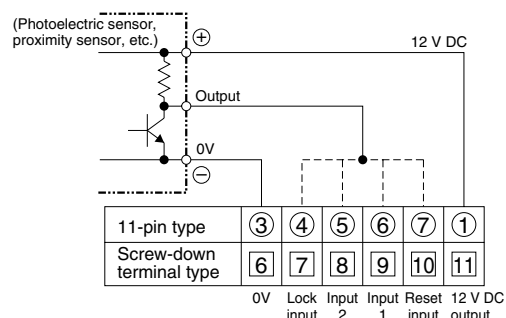 (Photoelectric sensor,
proximity sensor, etc.)
+
12 V DC
Output
0V
−
11-pin type 3 4 5 6 7 1
Screw-down
terminal type 6 7 8 9 10 11
0V Lock Input Input Reset 12 V DC
input 2 1 input output